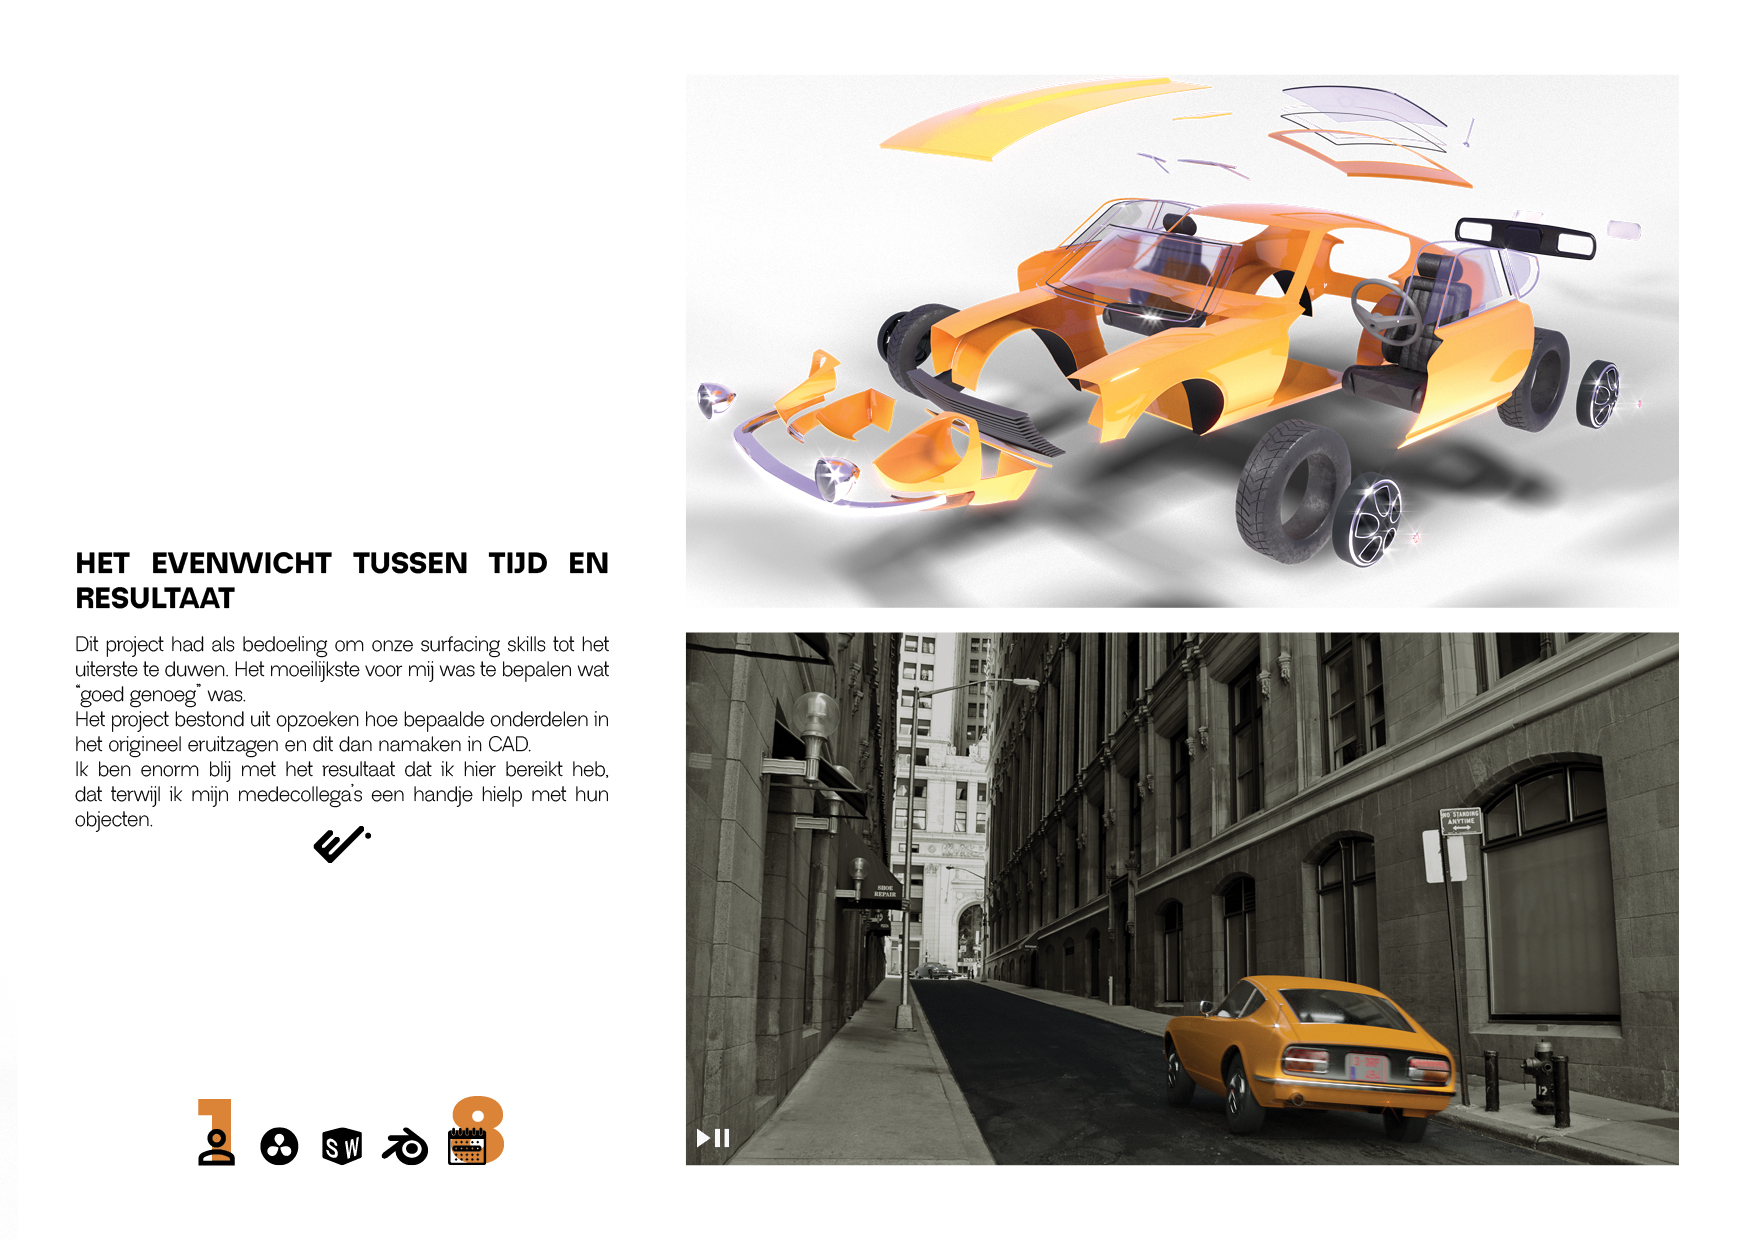 HET EVENWICHT TUSSEN TIJD EN
RESULTAAT
Dit project had als bedoeling om onze surfacing skills tot het
uiterste te duwen. Het moeilijkste voor mij was te bepalen wat
“goed genoeg” was.
Het project bestond uit opzoeken hoe bepaalde onderdelen in
het origineel eruitzagen en dit dan namaken in CAD.
Ik ben enorm blij met het resultaat dat ik hier bereikt heb,
dat terwijl ik mijn medecollega's een handje hielp met hun
objecten.
1
SW
8
SHOE
REPAIR
NO STANDING
ANYTIME
12